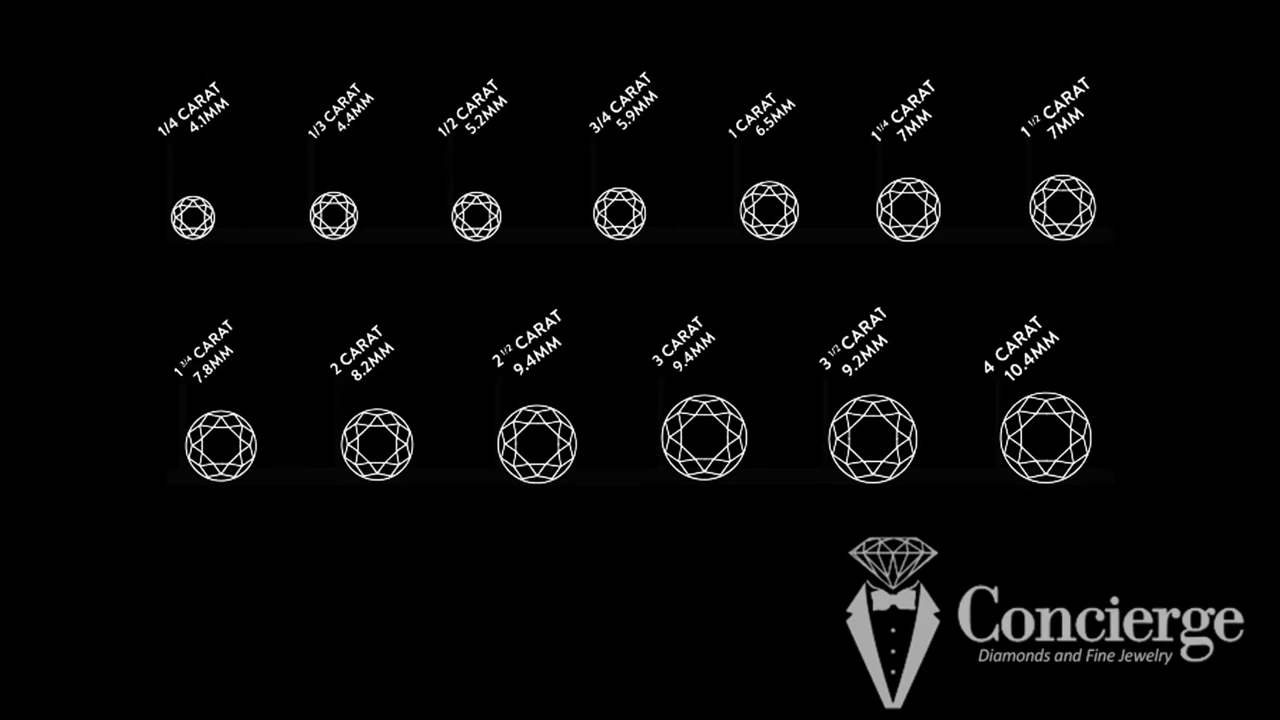 1/4 CARAT
4.1MM
1/3 CARAT
4.4MM
1/2 CARAT
5.2MM
3/4 CARAT
5.9MM
1 CARAT
6.5MM
1 1/4 CARAT
7MM
1 1/2 CARAT
7MM
1 3/4 CARAT
7.8MM
2 CARAT
8.2MM
2 1/2 CARAT
9.4MM
3 CARAT
9.4MM
3 1/2 CARAT
9.2MM
4 CARAT
10.4MM
Concierge
Diamonds and Fine Jewelry